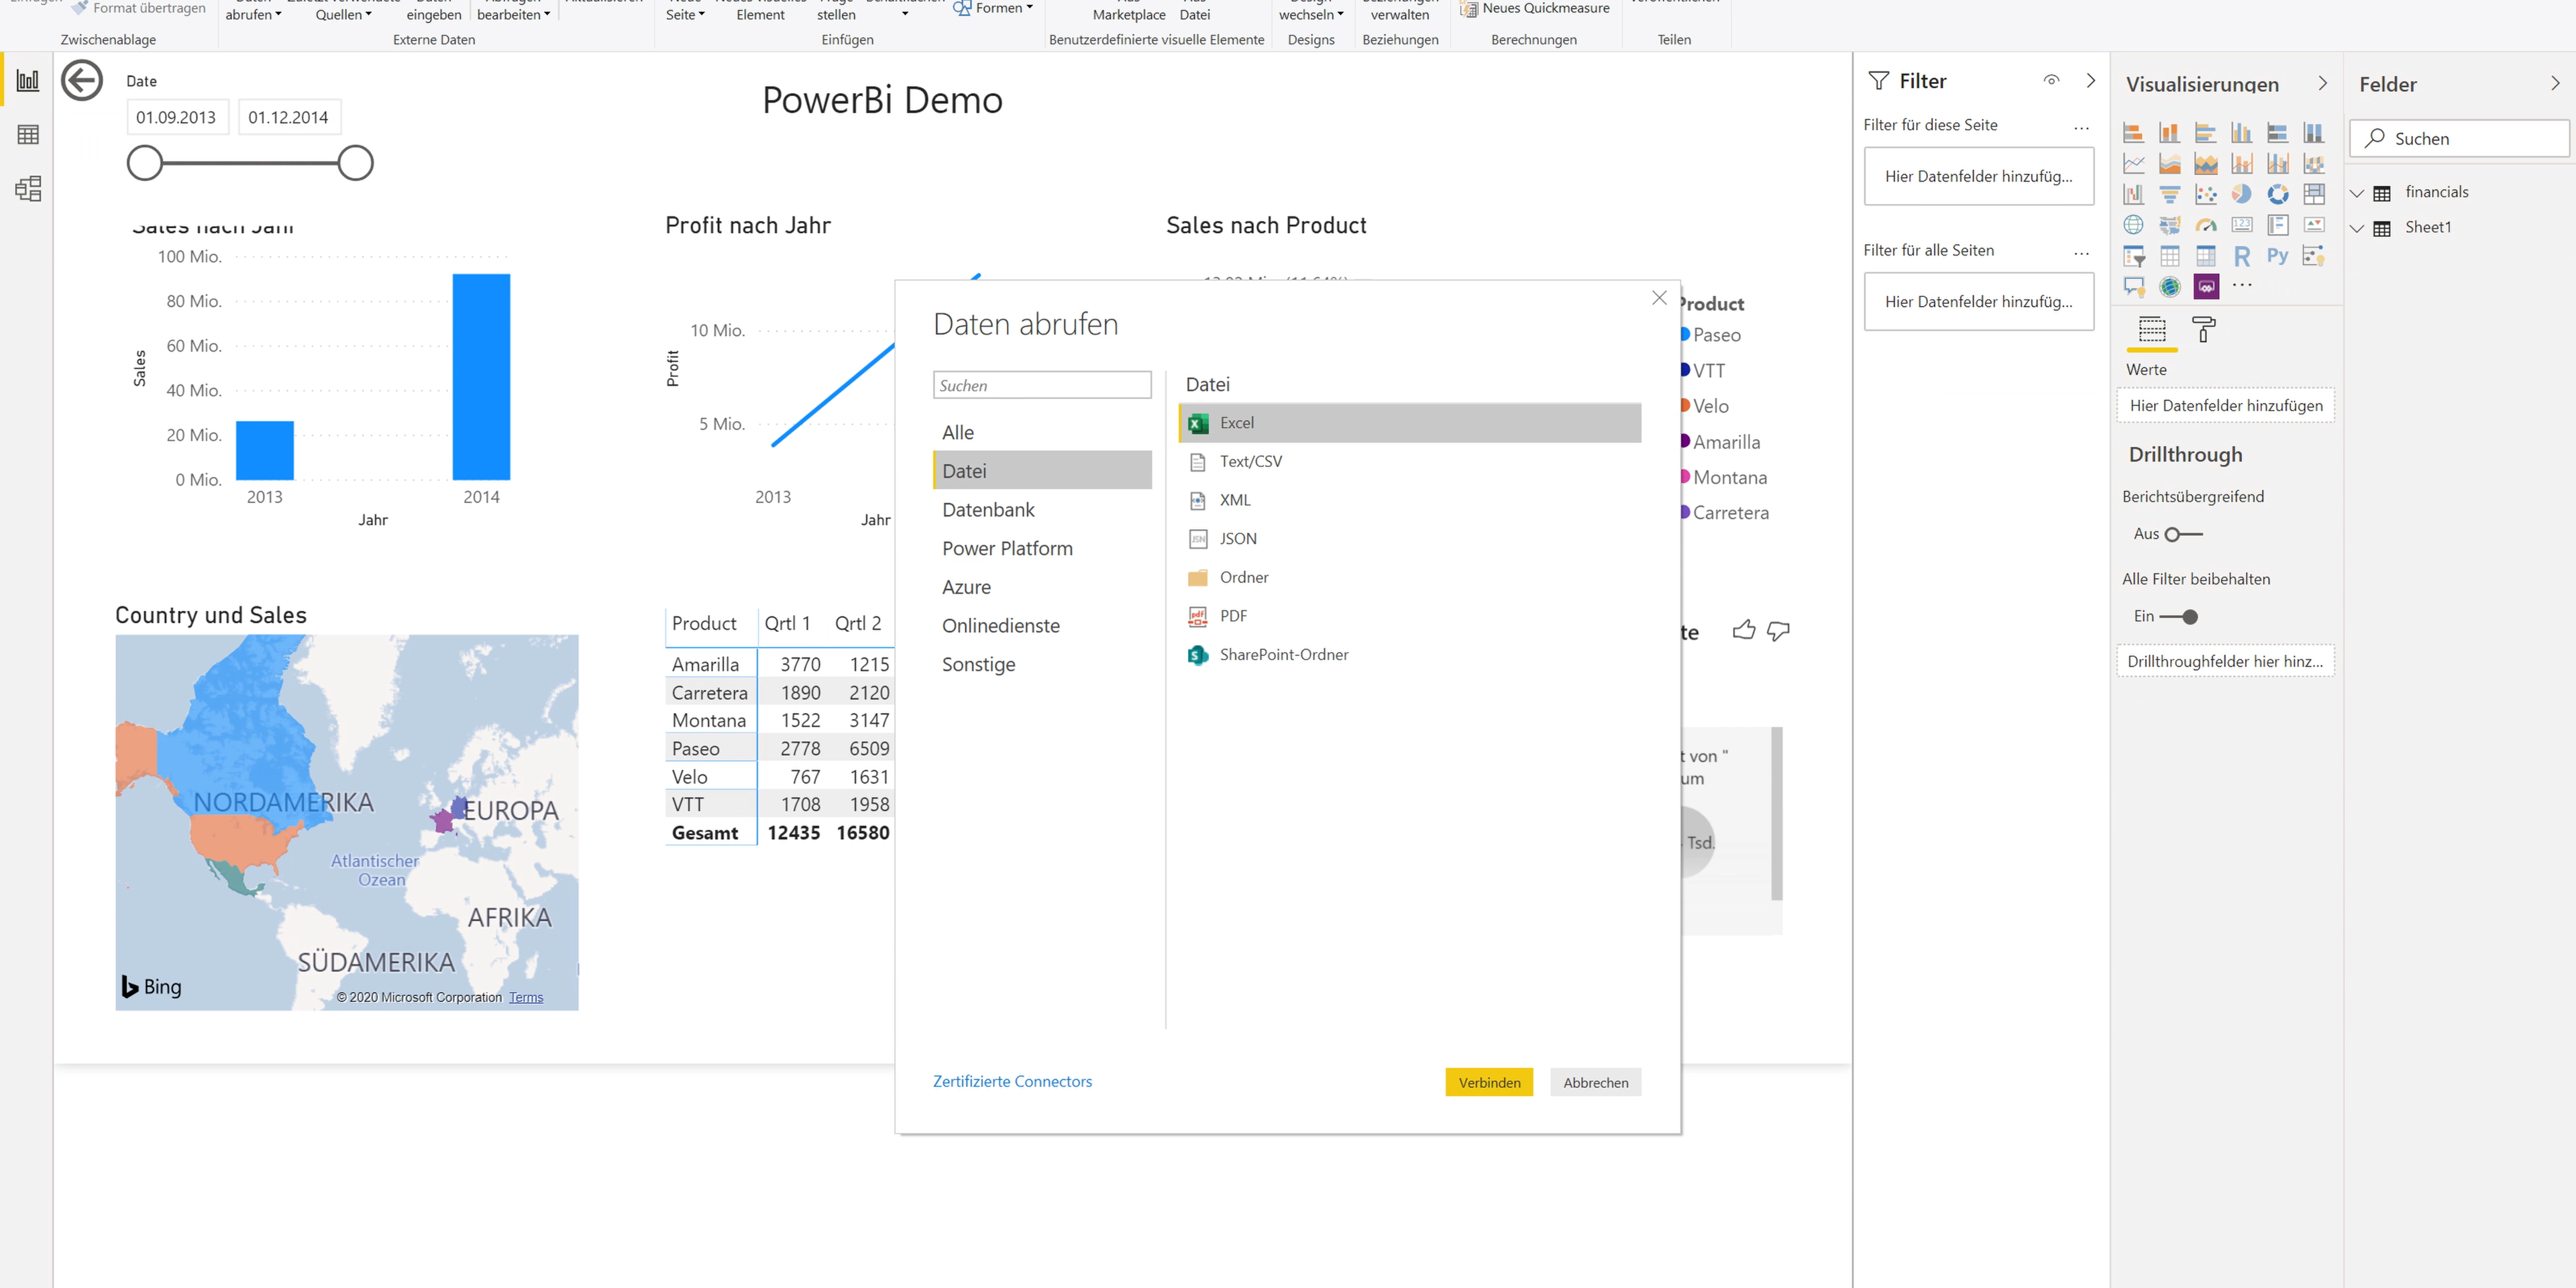 Format übertragen
abrufen
Quellen
eingeben
bearbeiten
Seite
Element
stellen
Formen
Marketplace
Datei
wechseln
verwalten
Neues Quickmeasure
Zwischenablage
Externe Daten
Einfügen
Benutzerdefinierte visuelle Elemente
Designs
Beziehungen
Berechnungen
Teilen
Date
01.09.2013
01.12.2014
PowerBi Demo
Sales nach Jahr
100 Mio.
80 Mio.
60 Mio.
40 Mio.
20 Mio.
0 Mio.
Sales
2013
2014
Jahr
Profit nach Jahr
10 Mio.
5 Mio.
Profit
2013
Jahr
Sales nach Product
Product
Paseo
VTT
Velo
Amarilla
Montana
Carretera
Daten abrufen
Suchen
Alle
Datei
Datenbank
Power Platform
Azure
Onlinedienste
Sonstige
Datei
Excel
Text/CSV
XML
JSON
Ordner
PDF
SharePoint-Ordner
Zertifizierte Connectors
Verbinden
Abbrechen
Country und Sales
NORDAMERIKA
EUROPA
Atlantischer
Ozean
AFRIKA
SÜDAMERIKA
Bing
© 2020 Microsoft Corporation Terms
Product Qrtl 1 Qrtl 2
Amarilla 3770 1215
Carretera 1890 2120
Montana 1522 3147
Paseo 2778 6509
Velo 767 1631
VTT 1708 1958
Gesamt 12435 16580
te
t von "
um
Tsd.
Filter
Filter für diese Seite ...
Hier Datenfelder hinzufüg...
Filter für alle Seiten ...
Hier Datenfelder hinzufüg...
Visualisierungen
123
R
Py
...
Werte
Hier Datenfelder hinzufügen
Drillthrough
Berichtsübergreifend
Aus
Alle Filter beibehalten
Ein
Drillthroughfelder hier hinz...
Felder
Suchen
financials
Sheet1